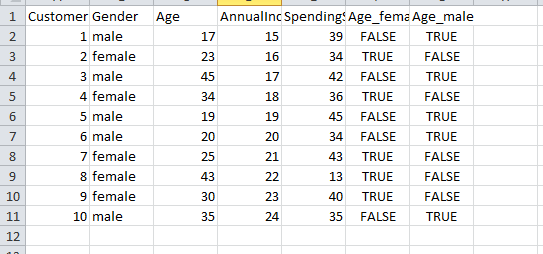 1 Customer Gender Age AnnualInc SpendingS Age_fema Age_male
2 1 male 17 15 39 FALSE TRUE
3 2 female 23 16 34 TRUE FALSE
4 3 male 45 17 42 FALSE TRUE
5 4 female 34 18 36 TRUE FALSE
6 5 male 19 19 45 FALSE TRUE
7 6 male 20 20 34 FALSE TRUE
8 7 female 25 21 43 TRUE FALSE
9 8 female 43 22 13 TRUE FALSE
10 9 female 30 23 40 TRUE FALSE
11 10 male 35 24 35 FALSE TRUE
12